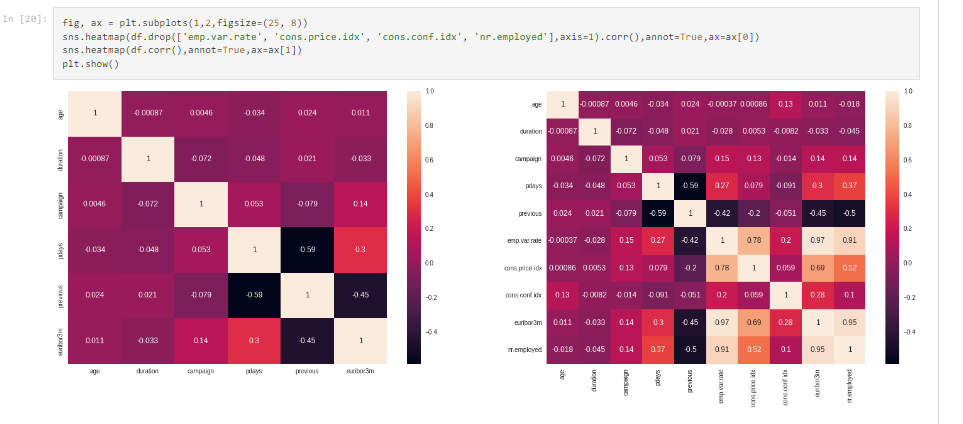 In [20]:
fig, ax = plt.subplots(1,2,figsize=(25, 8))
sns.heatmap(df.drop(['emp.var.rate', 'cons.price.idx', 'cons.conf.idx', 'nr.employed'],axis=1).corr(),annot=True,ax=ax[0])
sns.heatmap(df.corr(),annot=True,ax=ax[1])
plt.show()
age 1 -0.00087 0.0046 -0.034 0.024 0.011
duration -0.00087 1 -0.072 -0.048 0.021 -0.033
campaign 0.0046 -0.072 1 0.053 -0.079 0.14
pdays -0.034 -0.048 0.053 1 -0.59 0.3
previous 0.024 0.021 -0.079 -0.59 1 -0.45
euribor3m 0.011 -0.033 0.14 0.3 -0.45 1
age duration campaign pdays previous euribor3m
1.0
0.8
0.6
0.4
0.2
0.0
-0.2
-0.4
age 1 -0.00087 0.0046 -0.034 0.024 -0.00037 0.00086 0.13 0.011 -0.018
duration -0.00087 1 -0.072 -0.048 0.021 -0.028 0.0053 -0.0082 -0.033 -0.045
campaign 0.0046 -0.072 1 0.053 -0.079 0.15 0.13 -0.014 0.14 0.14
pdays -0.034 -0.048 0.053 1 -0.59 0.27 0.079 -0.091 0.3 0.37
previous 0.024 0.021 -0.079 -0.59 1 -0.42 -0.2 -0.051 -0.45 -0.5
emp.var.rate -0.00037 -0.028 0.15 0.27 -0.42 1 0.78 0.2 0.97 0.91
cons.price.idx 0.00086 0.0053 0.13 0.079 -0.2 0.78 1 0.059 0.69 0.52
cons.conf.idx 0.13 -0.0082 -0.014 -0.091 -0.051 0.2 0.059 1 0.28 0.1
euribor3m 0.011 -0.033 0.14 0.3 -0.45 0.97 0.69 0.28 1 0.95
nr.employed -0.018 -0.045 0.14 0.37 -0.5 0.91 0.52 0.1 0.95 1
age duration campaign pdays previous emp.var.rate cons.price.idx cons.conf.idx euribor3m nr.employed
1.0
0.8
0.6
0.4
0.2
0.0
-0.2
-0.4